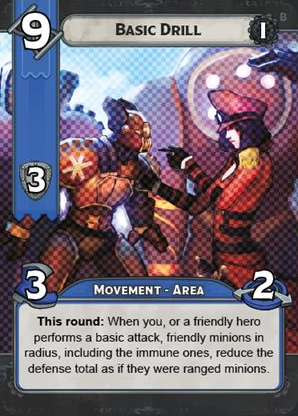 9
BASIC DRILL
I
B
3
3
MOVEMENT - AREA
2
This round: When you, or a friendly hero
performs a basic attack, friendly minions in
radius, including the immune ones, reduce the
defense total as if they were ranged minions.